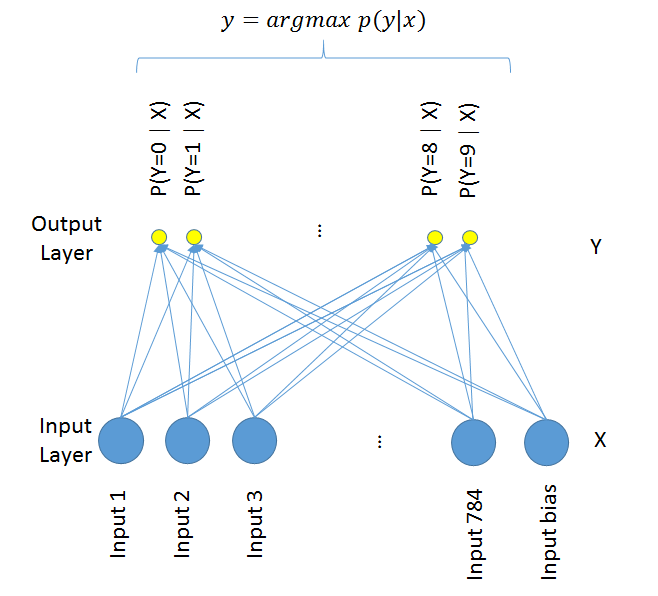 y = argmax p(y|x)
P(Y=0 | X)
P(Y=1 | X)
P(Y=8 | X)
P(Y=9 | X)
Output
Layer
...
Y
Input
Layer
...
X
Input 1
Input 2
Input 3
Input 784
Input bias